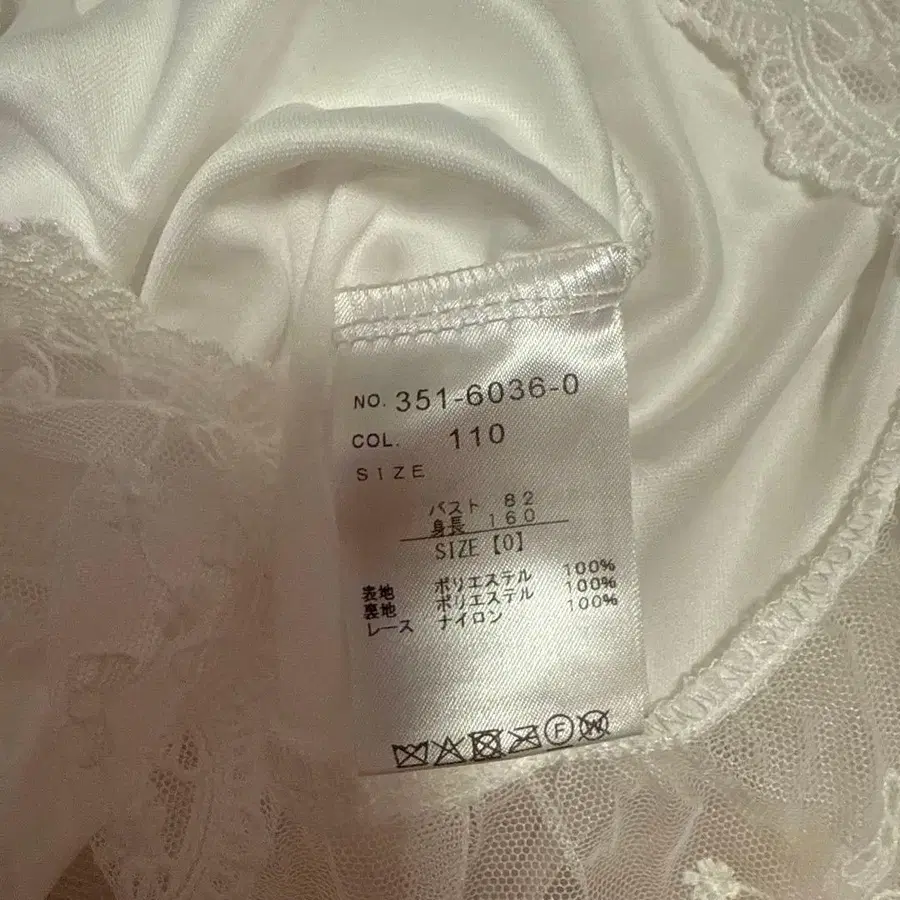 NO. 351-6036-0
COL. 110
SIZE
バスト 82
身長 160
SIZE【0】
表地 ポリエステル 100%
裏地 ポリエステル 100%
レース ナイロン 100%
F W